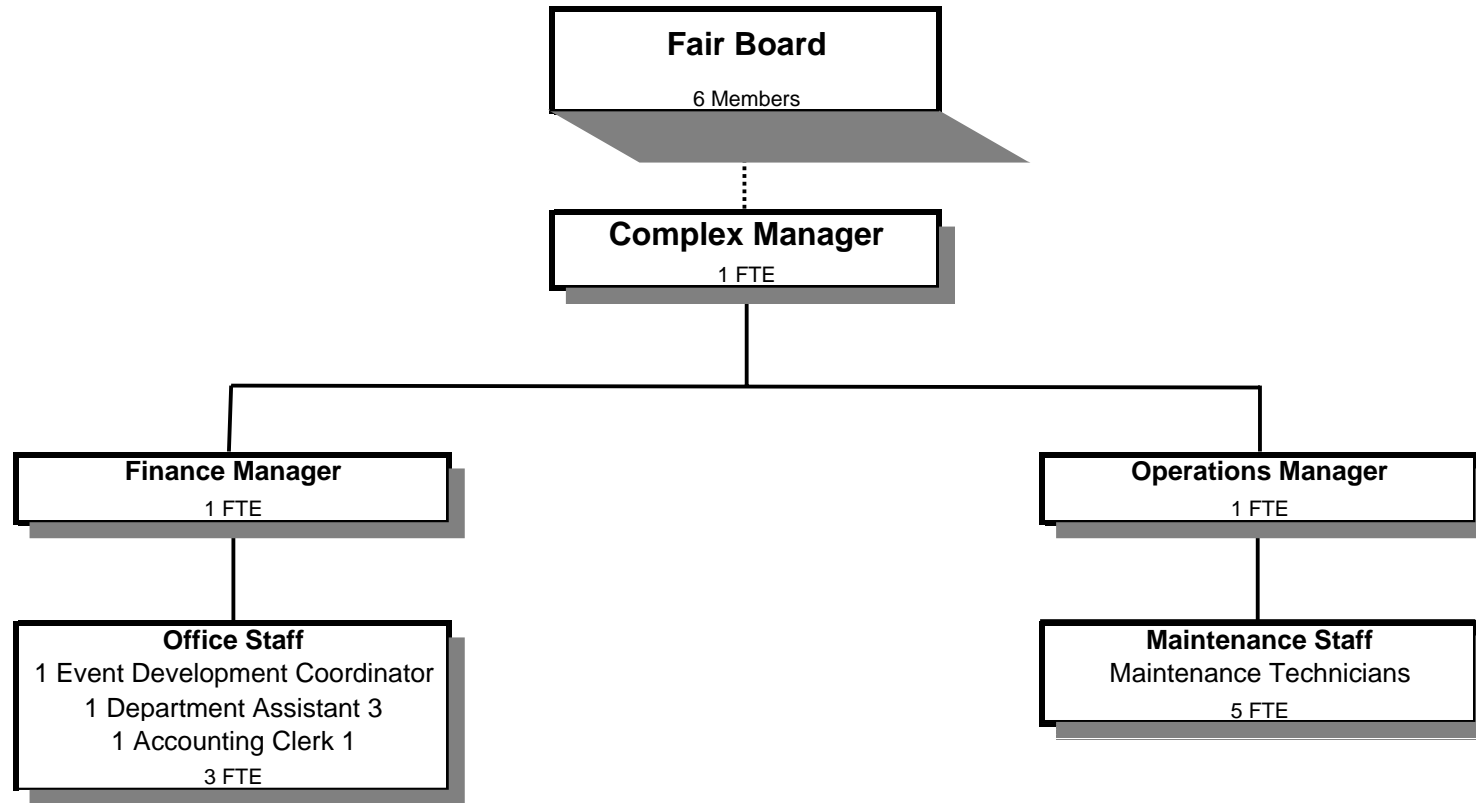 Fair Board
6 Members
Complex Manager
1 FTE
Finance Manager
1 FTE
Operations Manager
1 FTE
Office Staff
1 Event Development Coordinator
1 Department Assistant 3
1 Accounting Clerk 1
3 FTE
Maintenance Staff
Maintenance Technicians
5 FTE